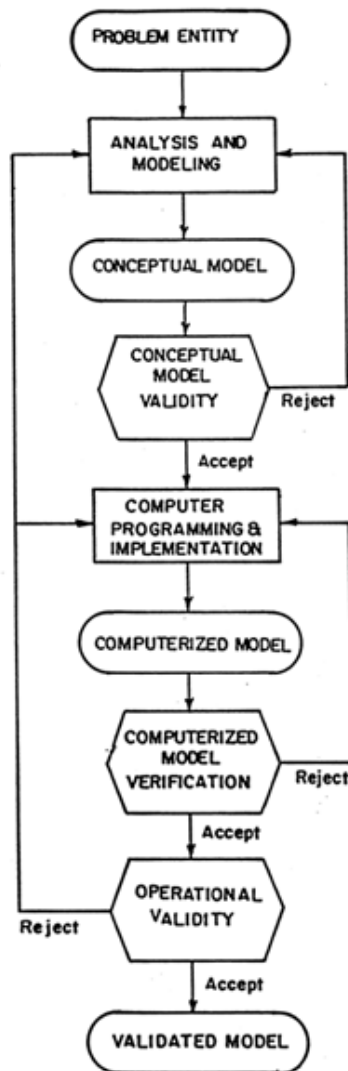 PROBLEM ENTITY
ANALYSIS AND
MODELING
CONCEPTUAL MODEL
CONCEPTUAL
MODEL
VALIDITY
Reject
Accept
COMPUTER
PROGRAMMING &
IMPLEMENTATION
COMPUTERIZED MODEL
COMPUTERIZED
MODEL
VERIFICATION
Reject
Accept
OPERATIONAL
VALIDITY
Reject
Accept
VALIDATED MODEL